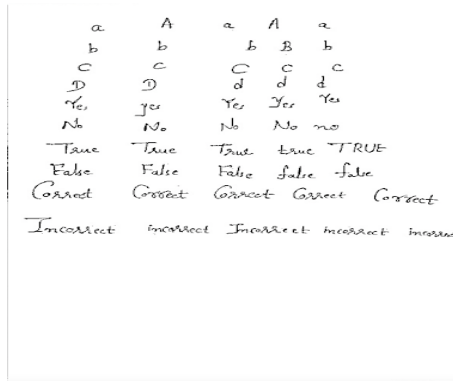 a A a A a
b b b B b
C c C c c
D D d d d
Yes yes Yes Yes Yes
No No No No no
True True True true TRUE
False False False false false
Correct Correct Correct Correct Correct
Incorrect incorrect Incorrect incorrect